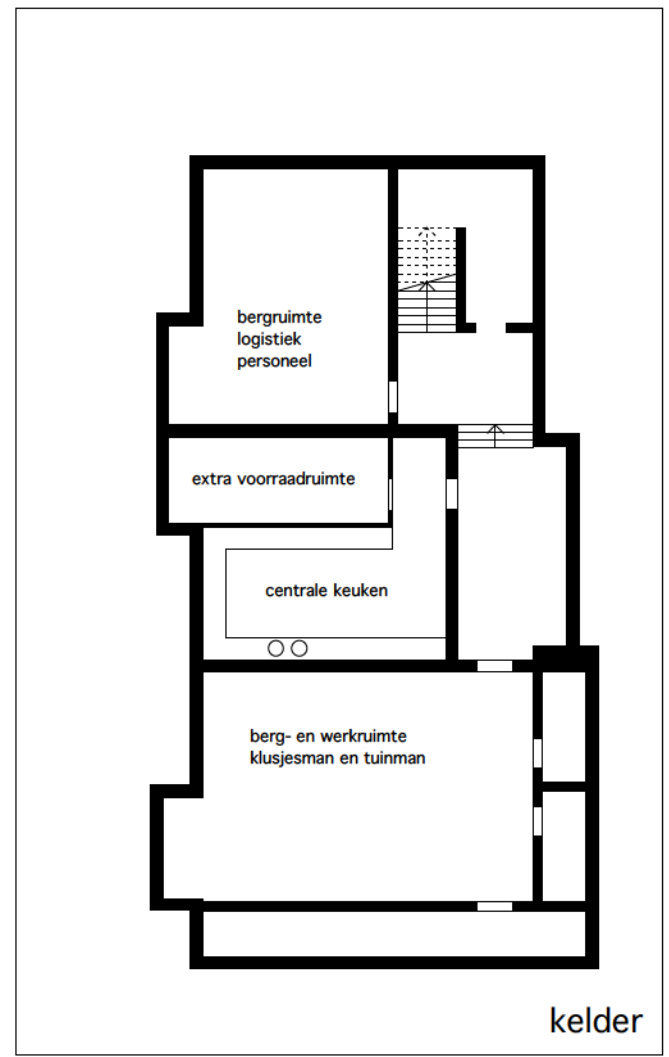 bergruimte
logistiek
personeel
extra voorraadruimte
centrale keuken
berg- en werkruimte
klusjesman en tuinman
kelder